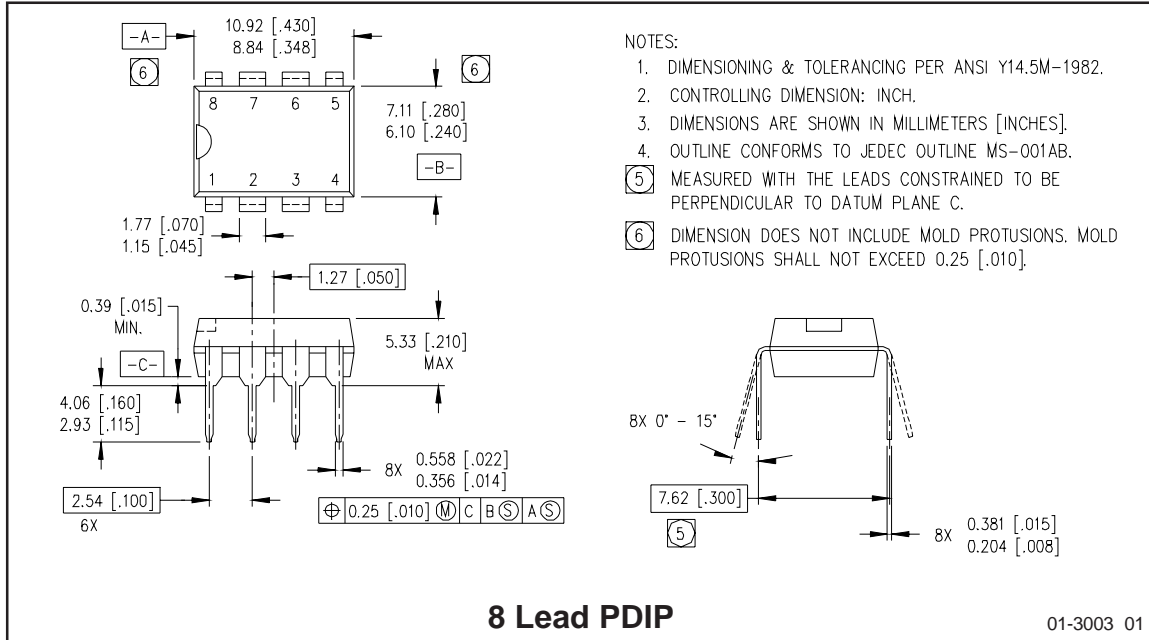 10.92 [.430]
8.84 [.348]
-A-
6
6
8 7 6 5
1 2 3 4
7.11 [.280]
6.10 [.240]
-B-
1.77 [.070]
1.15 [.045]
1.27 [.050]
0.39 [.015]
MIN.
-C-
5.33 [.210]
MAX
4.06 [.160]
2.93 [.115]
8X 0.558 [.022]
0.356 [.014]
2.54 [.100]
6X
⌖ 0.25 [.010] Ⓜ C B Ⓢ A Ⓢ
NOTES:
1. DIMENSIONING & TOLERANCING PER ANSI Y14.5M-1982.
2. CONTROLLING DIMENSION: INCH.
3. DIMENSIONS ARE SHOWN IN MILLIMETERS [INCHES].
4. OUTLINE CONFORMS TO JEDEC OUTLINE MS-001AB.
5 MEASURED WITH THE LEADS CONSTRAINED TO BE
PERPENDICULAR TO DATUM PLANE C.
6 DIMENSION DOES NOT INCLUDE MOLD PROTUSIONS. MOLD
PROTUSIONS SHALL NOT EXCEED 0.25 [.010].
8X 0° - 15°
7.62 [.300]
5
8X 0.381 [.015]
0.204 [.008]
8 Lead PDIP
01-3003 01